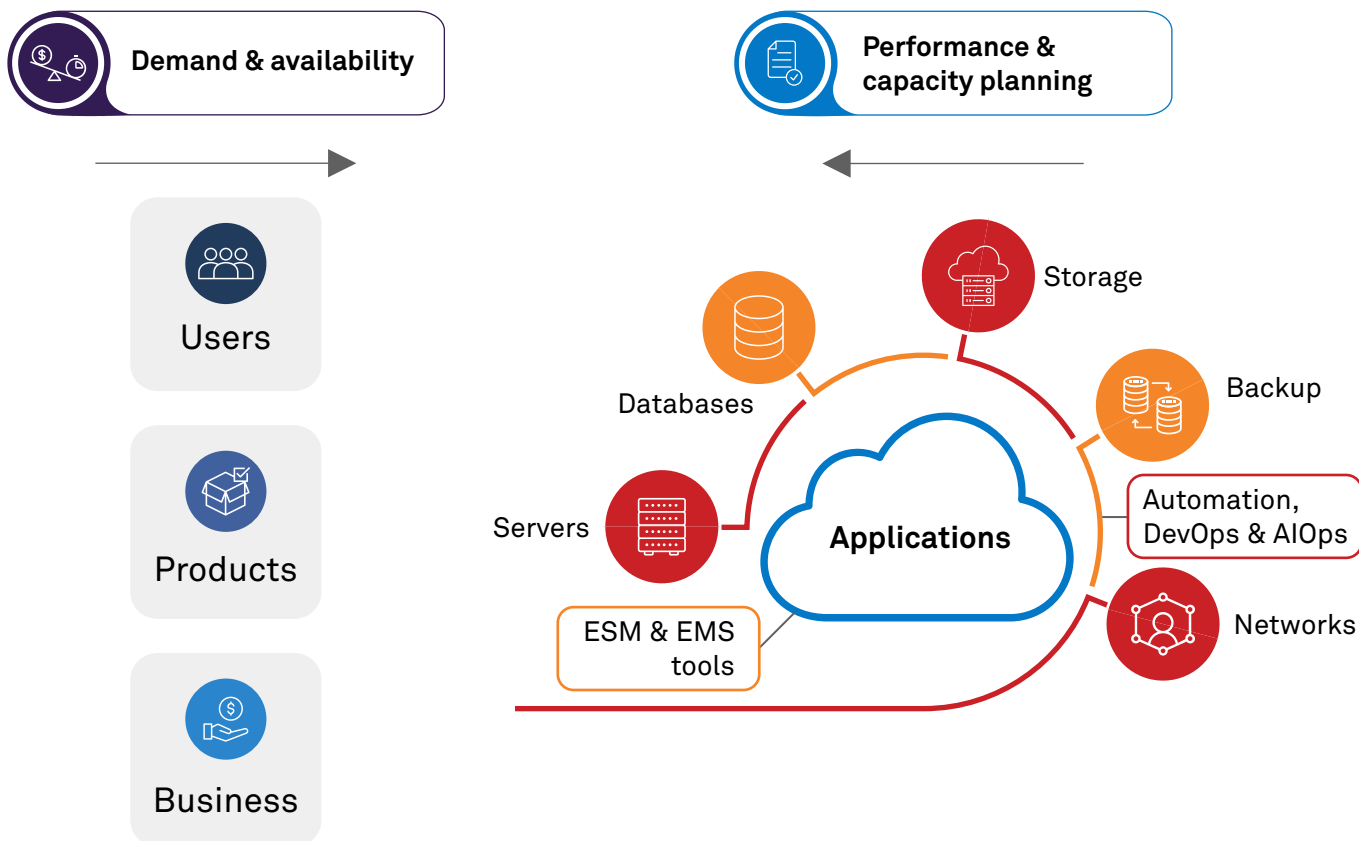 Demand & availability
Performance &
capacity planning
Users
Products
Business
Storage
Databases
Backup
Servers
Applications
Automation,
DevOps & AIOps
ESM & EMS
tools
Networks